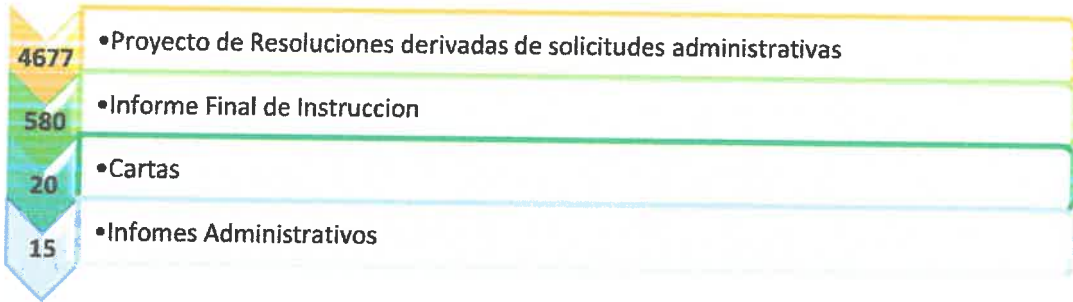 4677 •Proyecto de Resoluciones derivadas de solicitudes administrativas
580 •Informe Final de Instruccion
20 •Cartas
15 •Infomes Administrativos